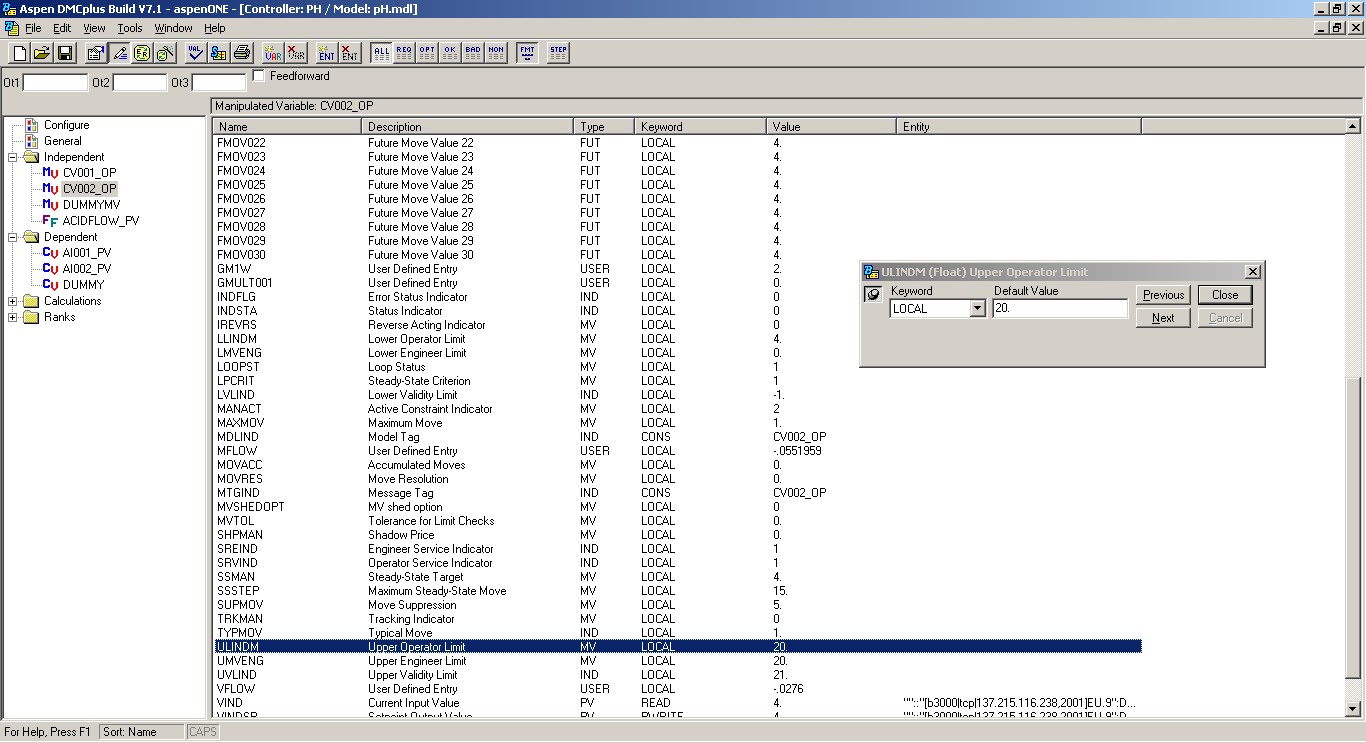 Aspen DMCplus Build V7.1 - aspenONE - [Controller: PH / Model: pH.mdl]
File Edit View Tools Window Help
VAL VAR VAR ENT ENT ALL REQ OPT OK BAD NON FMT STEP
Ot1 Ot2 Ot3 Feedforward
Manipulated Variable: CV002_OP
Configure
General
Independent
MV CV001_OP
MV CV002_OP
MV DUMMYMV
FF ACIDFLOW_PV
Dependent
CV AI001_PV
CV AI002_PV
CV DUMMY
Calculations
Ranks
Name Description Type Keyword Value Entity
FMOV022 Future Move Value 22 FUT LOCAL 4.
FMOV023 Future Move Value 23 FUT LOCAL 4.
FMOV024 Future Move Value 24 FUT LOCAL 4.
FMOV025 Future Move Value 25 FUT LOCAL 4.
FMOV026 Future Move Value 26 FUT LOCAL 4.
FMOV027 Future Move Value 27 FUT LOCAL 4.
FMOV028 Future Move Value 28 FUT LOCAL 4.
FMOV029 Future Move Value 29 FUT LOCAL 4.
FMOV030 Future Move Value 30 FUT LOCAL 4.
GM1W User Defined Entry USER LOCAL 2.
GMULT001 User Defined Entry USER LOCAL 0.
INDFLG Error Status Indicator IND LOCAL 0
INDSTA Status Indicator IND LOCAL 0
IREVRS Reverse Acting Indicator MV LOCAL 0
LLINDM Lower Operator Limit MV LOCAL 4.
LMVENG Lower Engineer Limit MV LOCAL 0.
LOOPST Loop Status MV LOCAL 1
LPCRIT Steady-State Criterion MV LOCAL 1
LVLIND Lower Validity Limit IND LOCAL -1.
MANACT Active Constraint Indicator MV LOCAL 2
MAXMOV Maximum Move MV LOCAL 1.
MDLIND Model Tag IND CONS CV002_OP
MFLOW User Defined Entry USER LOCAL -.0551959
MOVACC Accumulated Moves MV LOCAL 0.
MOVRES Move Resolution MV LOCAL 0.
MTGIND Message Tag IND CONS CV002_OP
MVSHEDOPT MV shed option MV LOCAL 0
MVTOL Tolerance for Limit Checks MV LOCAL 0.
SHPMAN Shadow Price MV LOCAL 0.
SREIND Engineer Service Indicator IND LOCAL 1
SRVIND Operator Service Indicator IND LOCAL 1
SSMAN Steady-State Target MV LOCAL 4.
SSSTEP Maximum Steady-State Move MV LOCAL 15.
SUPMOV Move Suppression MV LOCAL 5.
TRKMAN Tracking Indicator MV LOCAL 0
TYPMOV Typical Move IND LOCAL 1.
ULINDM Upper Operator Limit MV LOCAL 20.
UMVENG Upper Engineer Limit MV LOCAL 20.
UVLIND Upper Validity Limit IND LOCAL 21.
VFLOW User Defined Entry USER LOCAL -.0276
VIND Current Input Value PV READ 4. """::"[b3000|tcp|137.215.116.238,2001]EU.9":D...
VINDSP Setpoint Output Value PV RWRITE 4. """::"[b3000|tcp|137.215.116.238,2001]EU.9":D...
ULINDM (Float) Upper Operator Limit
Keyword Default Value
LOCAL 20.
Previous Close
Next Cancel
For Help, Press F1 Sort: Name CAPS